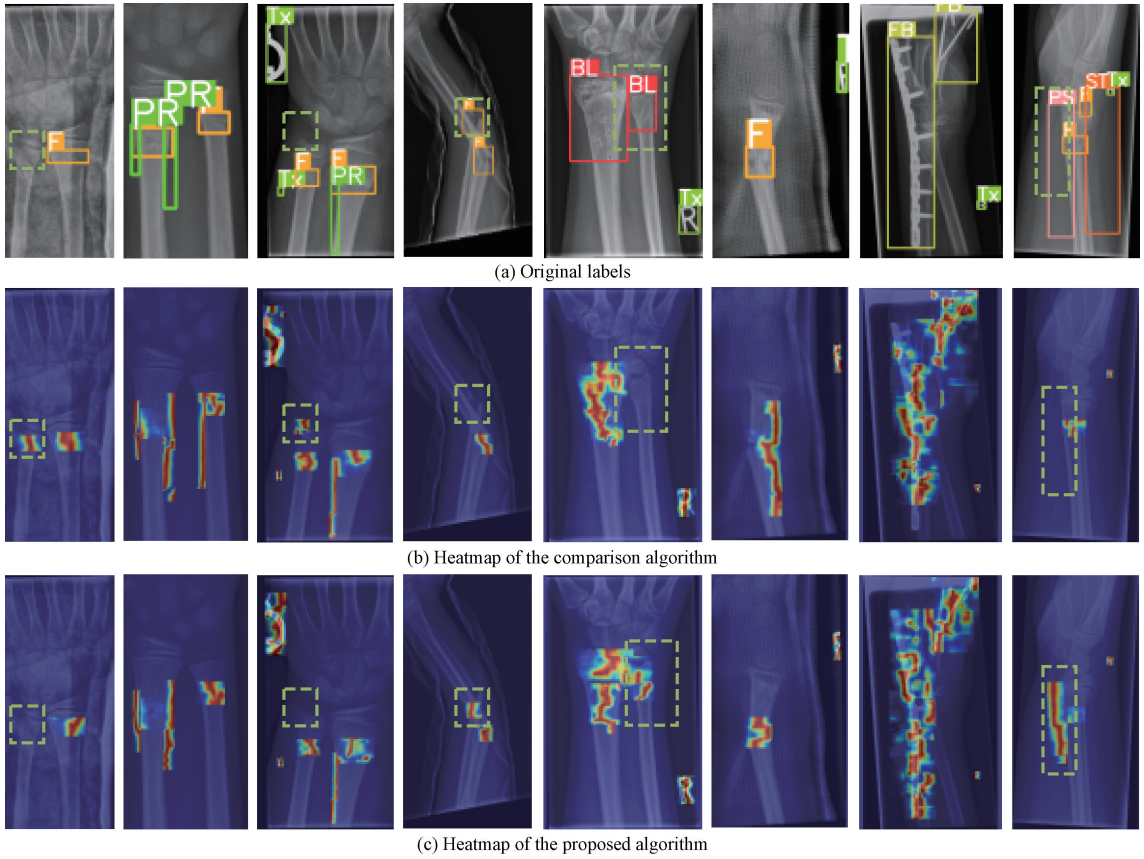 Tx
F
PR
PR
F
F
Tx
PR
F
BL
BL
Tx
R
F
FB
FB
Tx
PS
F
F
ST
Tx
(a) Original labels
(b) Heatmap of the comparison algorithm
(c) Heatmap of the proposed algorithm